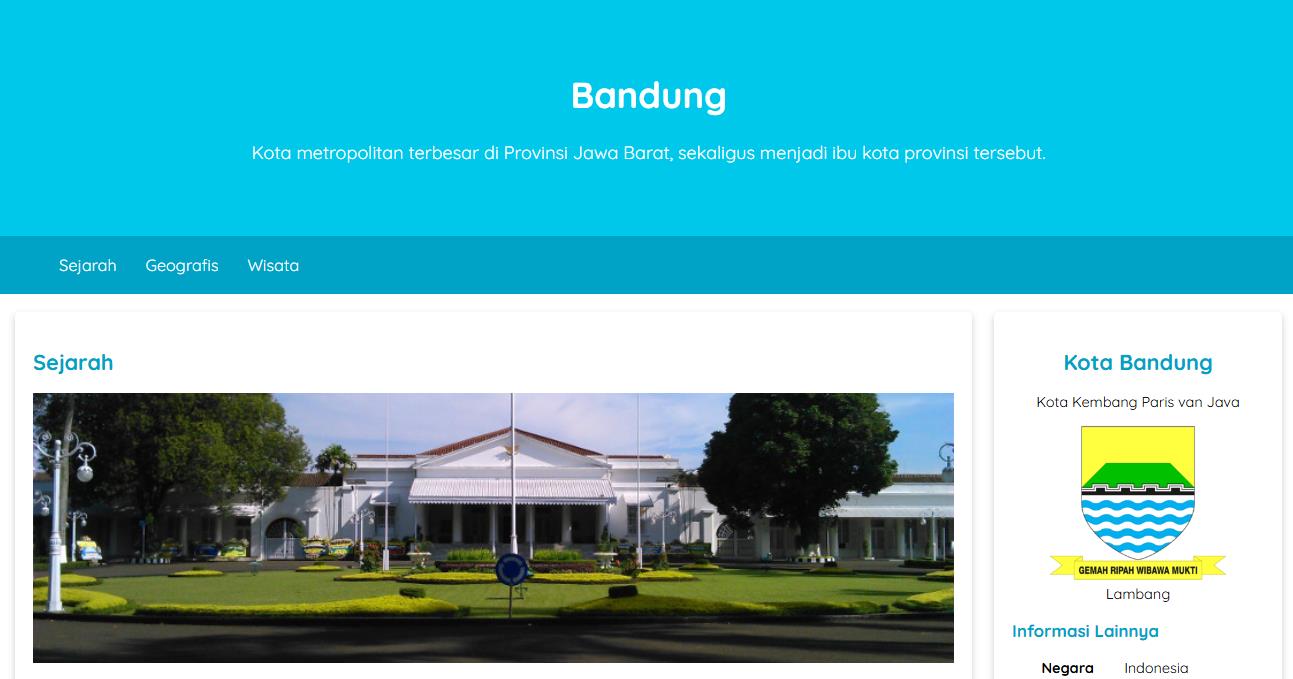 Bandung
Kota metropolitan terbesar di Provinsi Jawa Barat, sekaligus menjadi ibu kota provinsi tersebut.
Sejarah
Geografis
Wisata
Sejarah
Kota Bandung
Kota Kembang Paris van Java
GEMAH RIPAH WIBAWA MUKTI
Lambang
Informasi Lainnya
Negara Indonesia